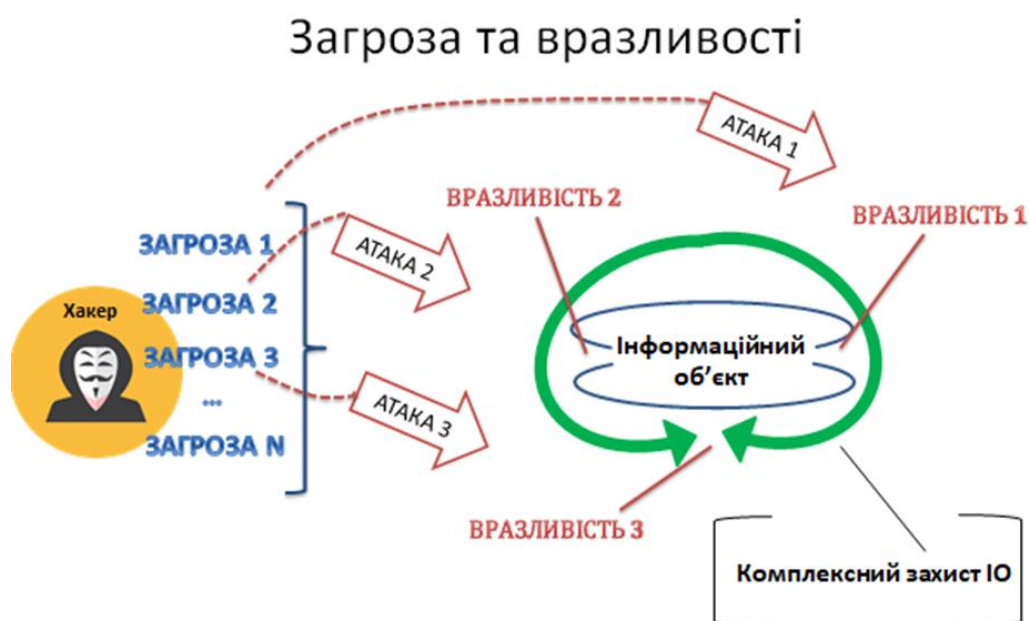 Загроза та вразливості
АТАКА 1
ВРАЗЛИВІСТЬ 2
ВРАЗЛИВІСТЬ 1
ЗАГРОЗА 1
АТАКА 2
Хакер
ЗАГРОЗА 2
ЗАГРОЗА 3
...
ЗАГРОЗА N
АТАКА 3
Інформаційний
об’єкт
ВРАЗЛИВІСТЬ 3
Комплексний захист ІО